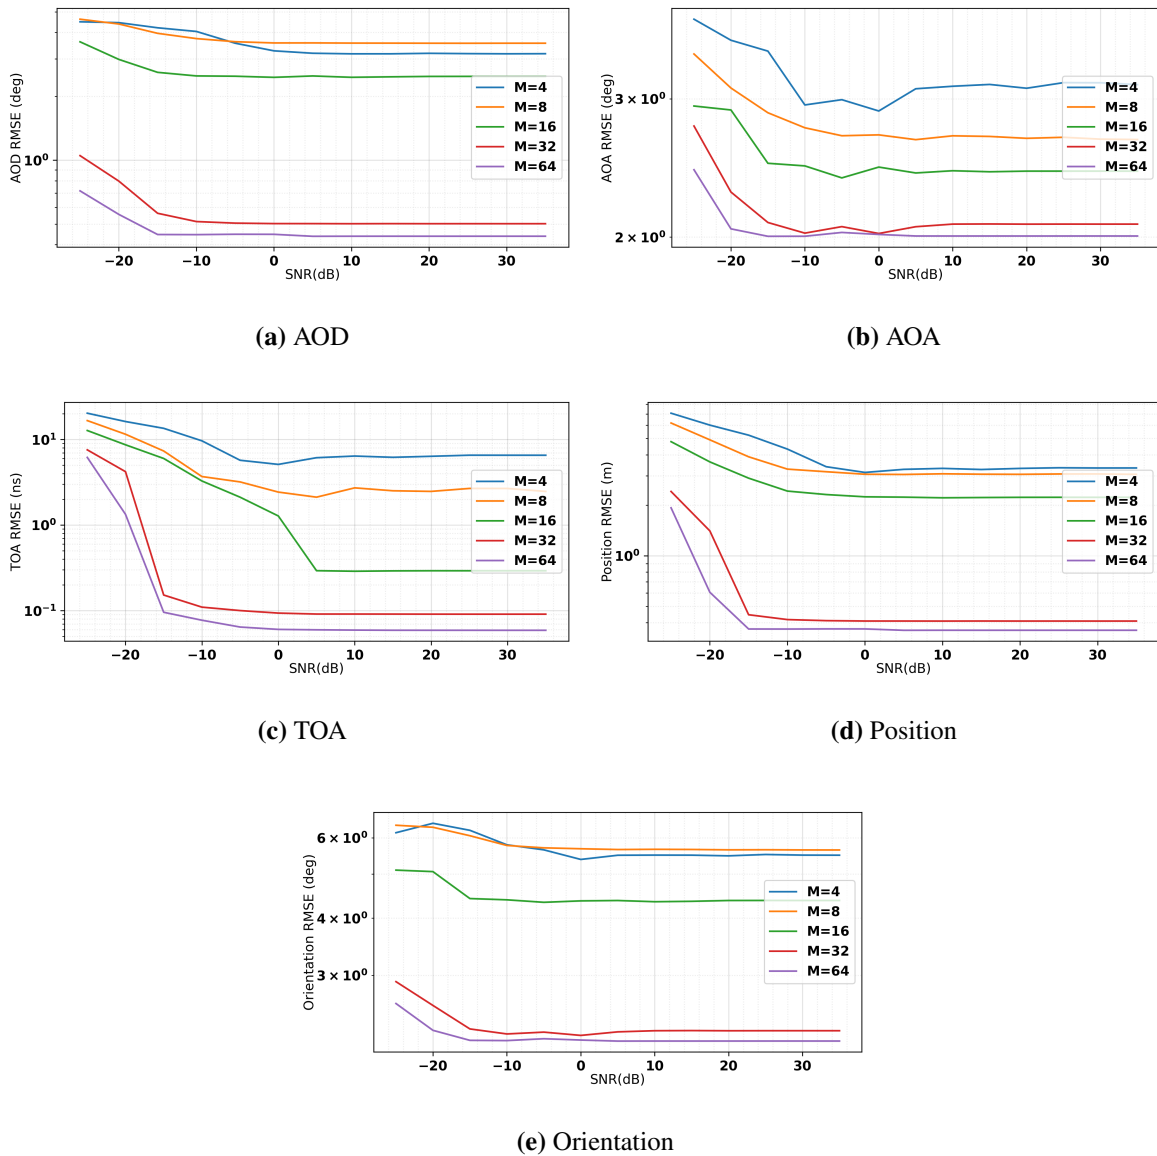 AOD RMSE (deg)
10⁰
M=4
M=8
M=16
M=32
M=64
−20 −10 0 10 20 30
SNR(dB)
(a) AOD
AOA RMSE (deg)
3 × 10⁰
2 × 10⁰
M=4
M=8
M=16
M=32
M=64
−20 −10 0 10 20 30
SNR(dB)
(b) AOA
TOA RMSE (ns)
10¹
10⁰
10⁻¹
M=4
M=8
M=16
M=32
M=64
−20 −10 0 10 20 30
SNR(dB)
(c) TOA
Position RMSE (m)
10⁰
M=4
M=8
M=16
M=32
M=64
−20 −10 0 10 20 30
SNR(dB)
(d) Position
Orientation RMSE (deg)
6 × 10⁰
4 × 10⁰
3 × 10⁰
M=4
M=8
M=16
M=32
M=64
−20 −10 0 10 20 30
SNR(dB)
(e) Orientation